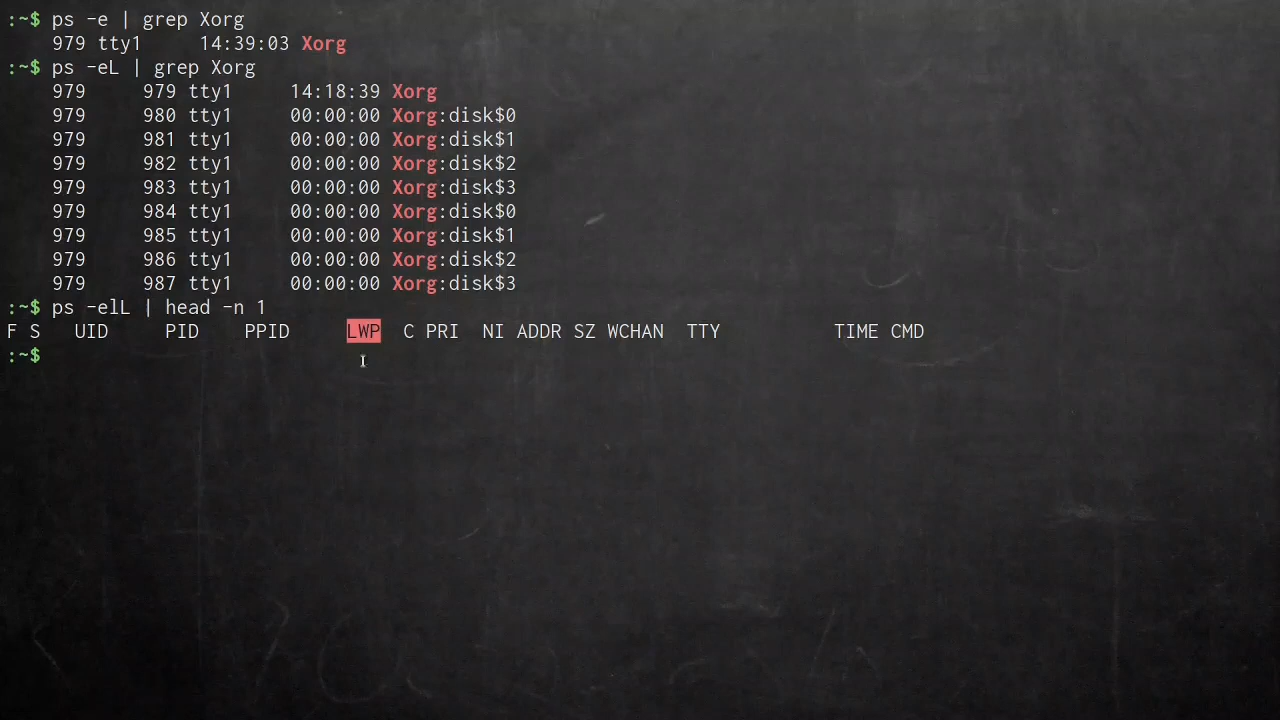 :~$ ps -e | grep Xorg
    979 tty1     14:39:03 Xorg
:~$ ps -eL | grep Xorg
    979     979 tty1     14:18:39 Xorg
    979     980 tty1     00:00:00 Xorg:disk$0
    979     981 tty1     00:00:00 Xorg:disk$1
    979     982 tty1     00:00:00 Xorg:disk$2
    979     983 tty1     00:00:00 Xorg:disk$3
    979     984 tty1     00:00:00 Xorg:disk$0
    979     985 tty1     00:00:00 Xorg:disk$1
    979     986 tty1     00:00:00 Xorg:disk$2
    979     987 tty1     00:00:00 Xorg:disk$3
:~$ ps -elL | head -n 1
F S   UID     PID    PPID     LWP  C PRI  NI ADDR SZ WCHAN  TTY          TIME CMD
:~$